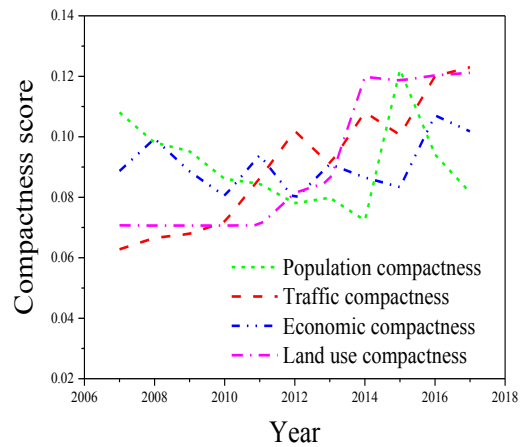 0.14
0.12
0.10
0.08
0.06
0.04
0.02
Compactness score
Population compactness
Traffic compactness
Economic compactness
Land use compactness
2006 2008 2010 2012 2014 2016 2018
Year